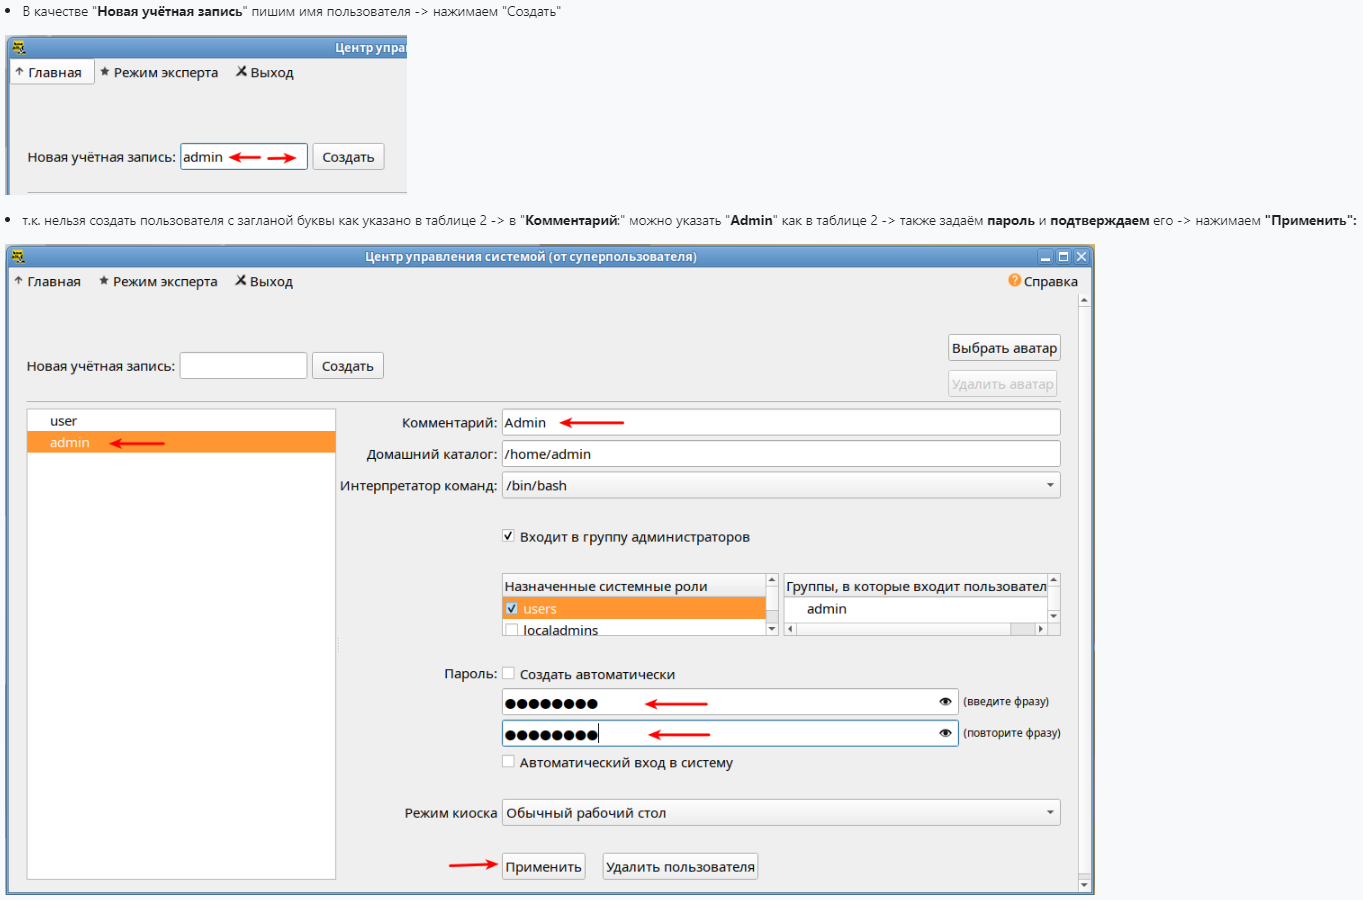 В качестве "Новая учётная запись" пишим имя пользователя -> нажимаем "Создать"
Центр упра
Главная Режим эксперта Выход
Новая учётная запись: admin Создать
т.к. нельзя создать пользователя с загланой буквы как указано в таблице 2 -> в "Комментарий:" можно указать "Admin" как в таблице 2 -> также задаём пароль и подтверждаем его -> нажимаем "Применить":
Центр управления системой (от суперпользователя)
Главная Режим эксперта Выход Справка
Выбрать аватар
Новая учётная запись: Создать
Удалить аватар
user
admin
Комментарий: Admin
Домашний каталог: /home/admin
Интерпретатор команд: /bin/bash
Входит в группу администраторов
Назначенные системные роли
users
localadmins
Группы, в которые входит пользовател
admin
Пароль: Создать автоматически
●●●●●●●● (введите фразу)
●●●●●●●● (повторите фразу)
Автоматический вход в систему
Режим киоска Обычный рабочий стол
Применить Удалить пользователя